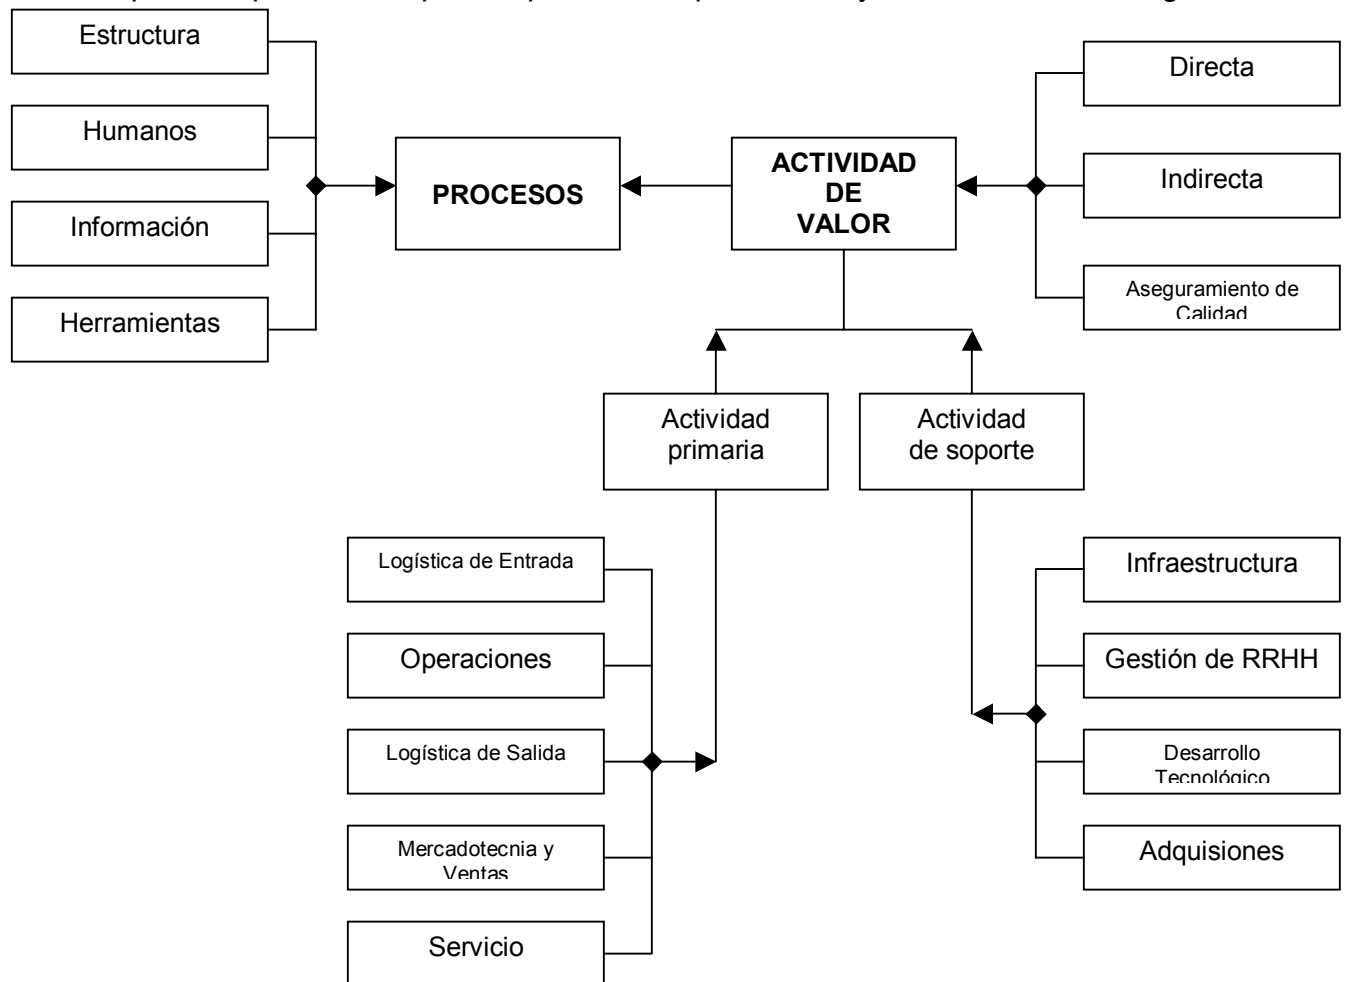 Estructura
Humanos
Información
Herramientas
PROCESOS
ACTIVIDAD
DE
VALOR
Directa
Indirecta
Aseguramiento de
Calidad
Actividad
primaria
Actividad
de soporte
Logística de Entrada
Operaciones
Logística de Salida
Mercadotecnia y
Ventas
Servicio
Infraestructura
Gestión de RRHH
Desarrollo
Tecnológico
Adquisiones